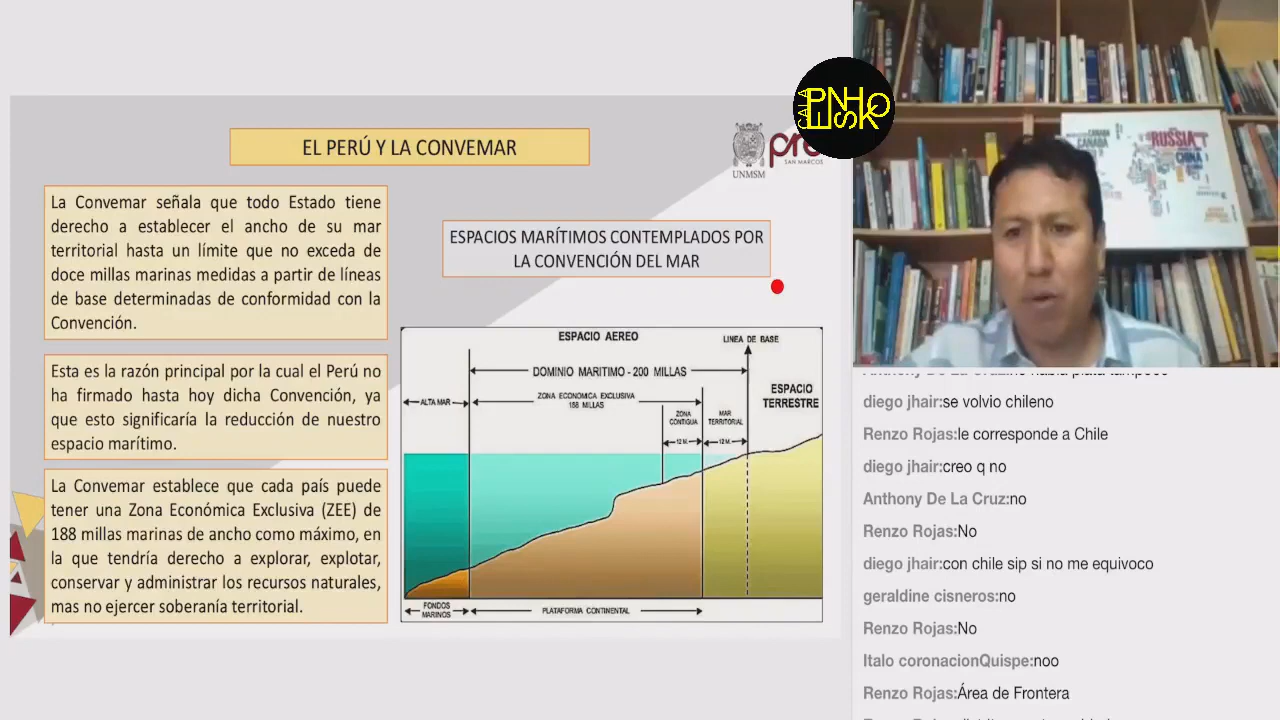 EL PERÚ Y LA CONVEMAR
UNMSM
SAN MARCOS
CALA
PNH
ESKO
La Convemar señala que todo Estado tiene
derecho a establecer el ancho de su mar
territorial hasta un límite que no exceda de
doce millas marinas medidas a partir de líneas
de base determinadas de conformidad con la
Convención.
Esta es la razón principal por la cual el Perú no
ha firmado hasta hoy dicha Convención, ya
que esto significaría la reducción de nuestro
espacio marítimo.
La Convemar establece que cada país puede
tener una Zona Económica Exclusiva (ZEE) de
188 millas marinas de ancho como máximo, en
la que tendría derecho a explorar, explotar,
conservar y administrar los recursos naturales,
mas no ejercer soberanía territorial.
ESPACIOS MARÍTIMOS CONTEMPLADOS POR
LA CONVENCIÓN DEL MAR
ESPACIO AEREO
LINEA DE BASE
DOMINIO MARITIMO - 200 MILLAS
ESPACIO
TERRESTRE
ALTA MAR
ZONA ECONOMICA EXCLUSIVA
188 MILLAS
ZONA
CONTIGUA
MAR
TERRITORIAL
12 M.
12 M.
FONDOS
MARINOS
PLATAFORMA CONTINENTAL
RUSSIA
CANADA
CHINA
diego jhair:se volvio chileno
Renzo Rojas:le corresponde a Chile
diego jhair:creo q no
Anthony De La Cruz:no
Renzo Rojas:No
diego jhair:con chile sip si no me equivoco
geraldine cisneros:no
Renzo Rojas:No
Italo coronacionQuispe:noo
Renzo Rojas:Área de Frontera